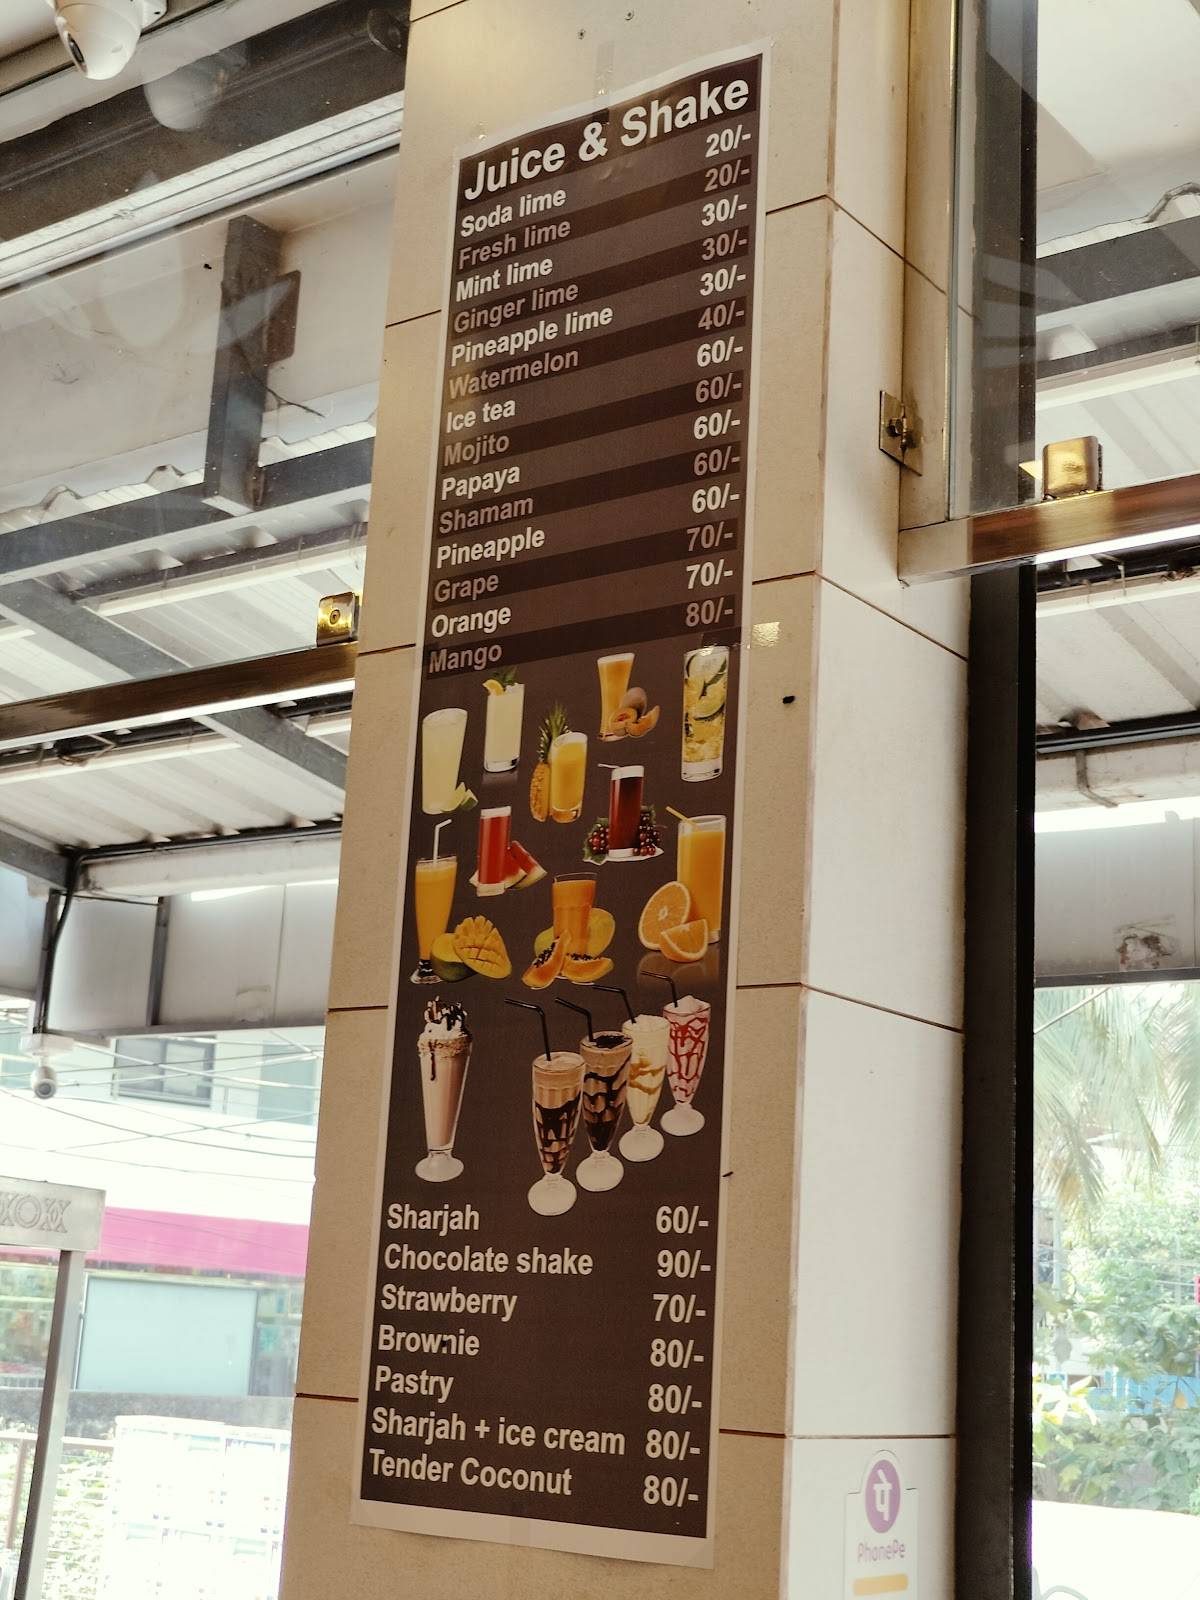 Juice & Shake
Soda lime 20/-
Fresh lime 20/-
Mint lime 30/-
Ginger lime 30/-
Pineapple lime 30/-
Watermelon 40/-
Ice tea 60/-
Mojito 60/-
Papaya 60/-
Shamam 60/-
Pineapple 60/-
Grape 70/-
Orange 70/-
Mango 80/-
Sharjah 60/-
Chocolate shake 90/-
Strawberry 70/-
Brownie 80/-
Pastry 80/-
Sharjah + ice cream 80/-
Tender Coconut 80/-
पे
PhonePe